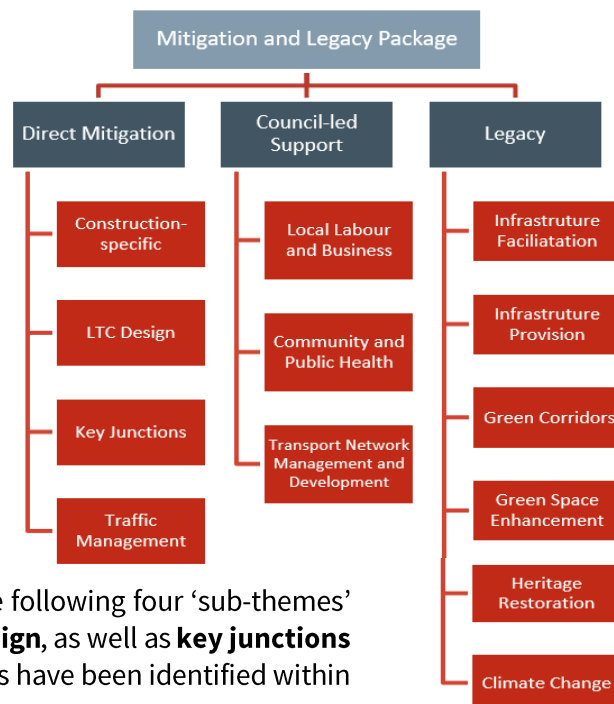 Mitigation and Legacy Package
Direct Mitigation
Construction-
specific
LTC Design
Key Junctions
Traffic
Management
Council-led
Support
Local Labour
and Business
Community and
Public Health
Transport Network
Management and
Development
Legacy
Infrastruture
Faciliatation
Infrastruture
Provision
Green Corridors
Green Space
Enhancement
Heritage
Restoration
Climate Change
e following four ‘sub-themes’
ign, as well as key junctions
s have been identified within